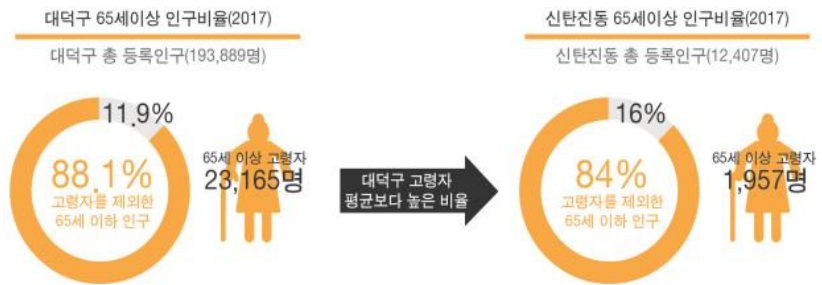 대덕구 65세이상 인구비율(2017)
대덕구 총 등록인구(193,889명)
11.9%
88.1%
고령자를 제외한
65세 이하 인구
65세 이상 고령자
23,165명
대덕구 고령자
평균보다 높은 비율
신탄진동 65세이상 인구비율(2017)
신탄진동 총 등록인구(12,407명)
16%
84%
고령자를 제외한
65세 이하 인구
65세 이상 고령자
1,957명